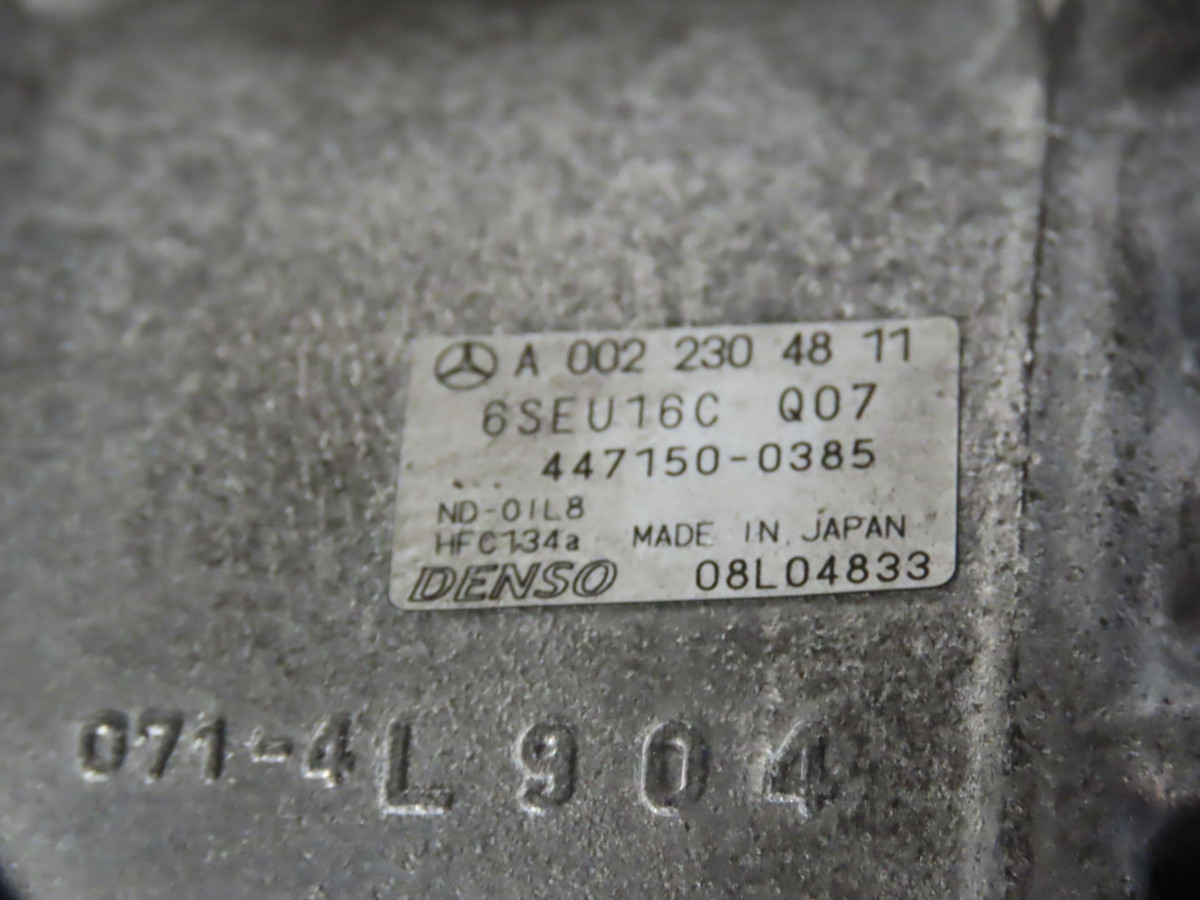 A 002 230 48 11
6SEU16C Q07
447150-0385
ND-OIL8
HFC134a MADE IN JAPAN
DENSO 08L04833
071-4L904